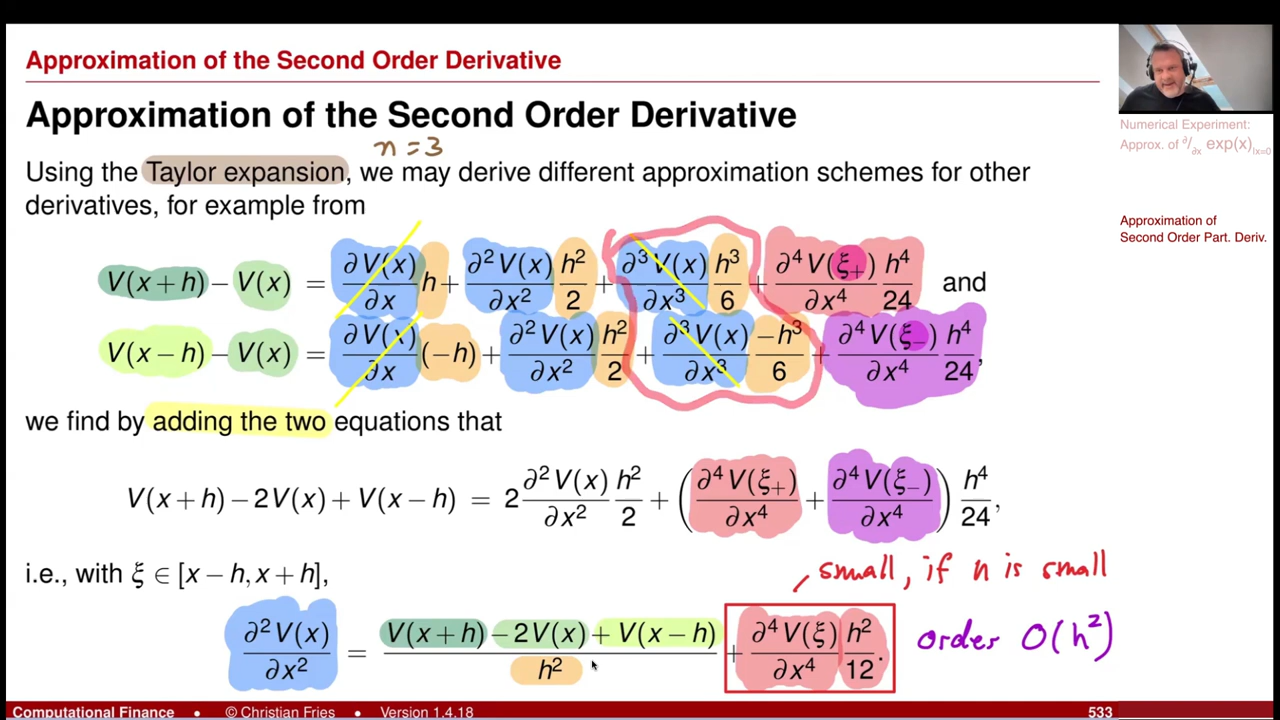 Approximation of the Second Order Derivative
Approximation of the Second Order Derivative
n = 3
Using the Taylor expansion, we may derive different approximation schemes for other
derivatives, for example from
V(x+h) − V(x) = ∂V(x)/∂x h + ∂²V(x)/∂x² h²/2 + ∂³V(x)/∂x³ h³/6 + ∂⁴V(ξ₊)/∂x⁴ h⁴/24 and
V(x−h) − V(x) = ∂V(x)/∂x (−h) + ∂²V(x)/∂x² h²/2 + ∂³V(x)/∂x³ −h³/6 + ∂⁴V(ξ₋)/∂x⁴ h⁴/24,
we find by adding the two equations that
V(x+h) − 2V(x) + V(x−h) = 2 ∂²V(x)/∂x² h²/2 + (∂⁴V(ξ₊)/∂x⁴ + ∂⁴V(ξ₋)/∂x⁴) h⁴/24,
i.e., with ξ ∈ [x−h, x+h],
small, if h is small
∂²V(x)/∂x² = V(x+h) − 2V(x) + V(x−h)/h² + ∂⁴V(ξ)/∂x⁴ h²/12.
order O(h²)
Numerical Experiment:
Approx. of ∂/∂x exp(x)|x=0
Approximation of
Second Order Part. Deriv.
Computational Finance • © Christian Fries • Version 1.4.18 533